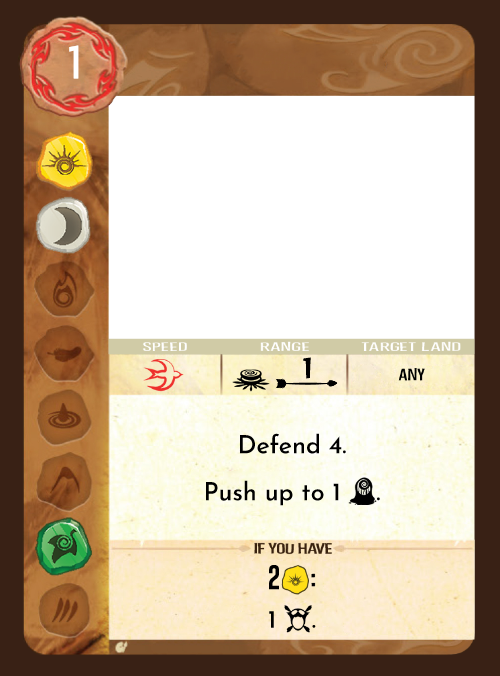 1
SPEED RANGE TARGET LAND
1 ANY
Defend 4.
Push up to 1 .
IF YOU HAVE
2 :
1 .